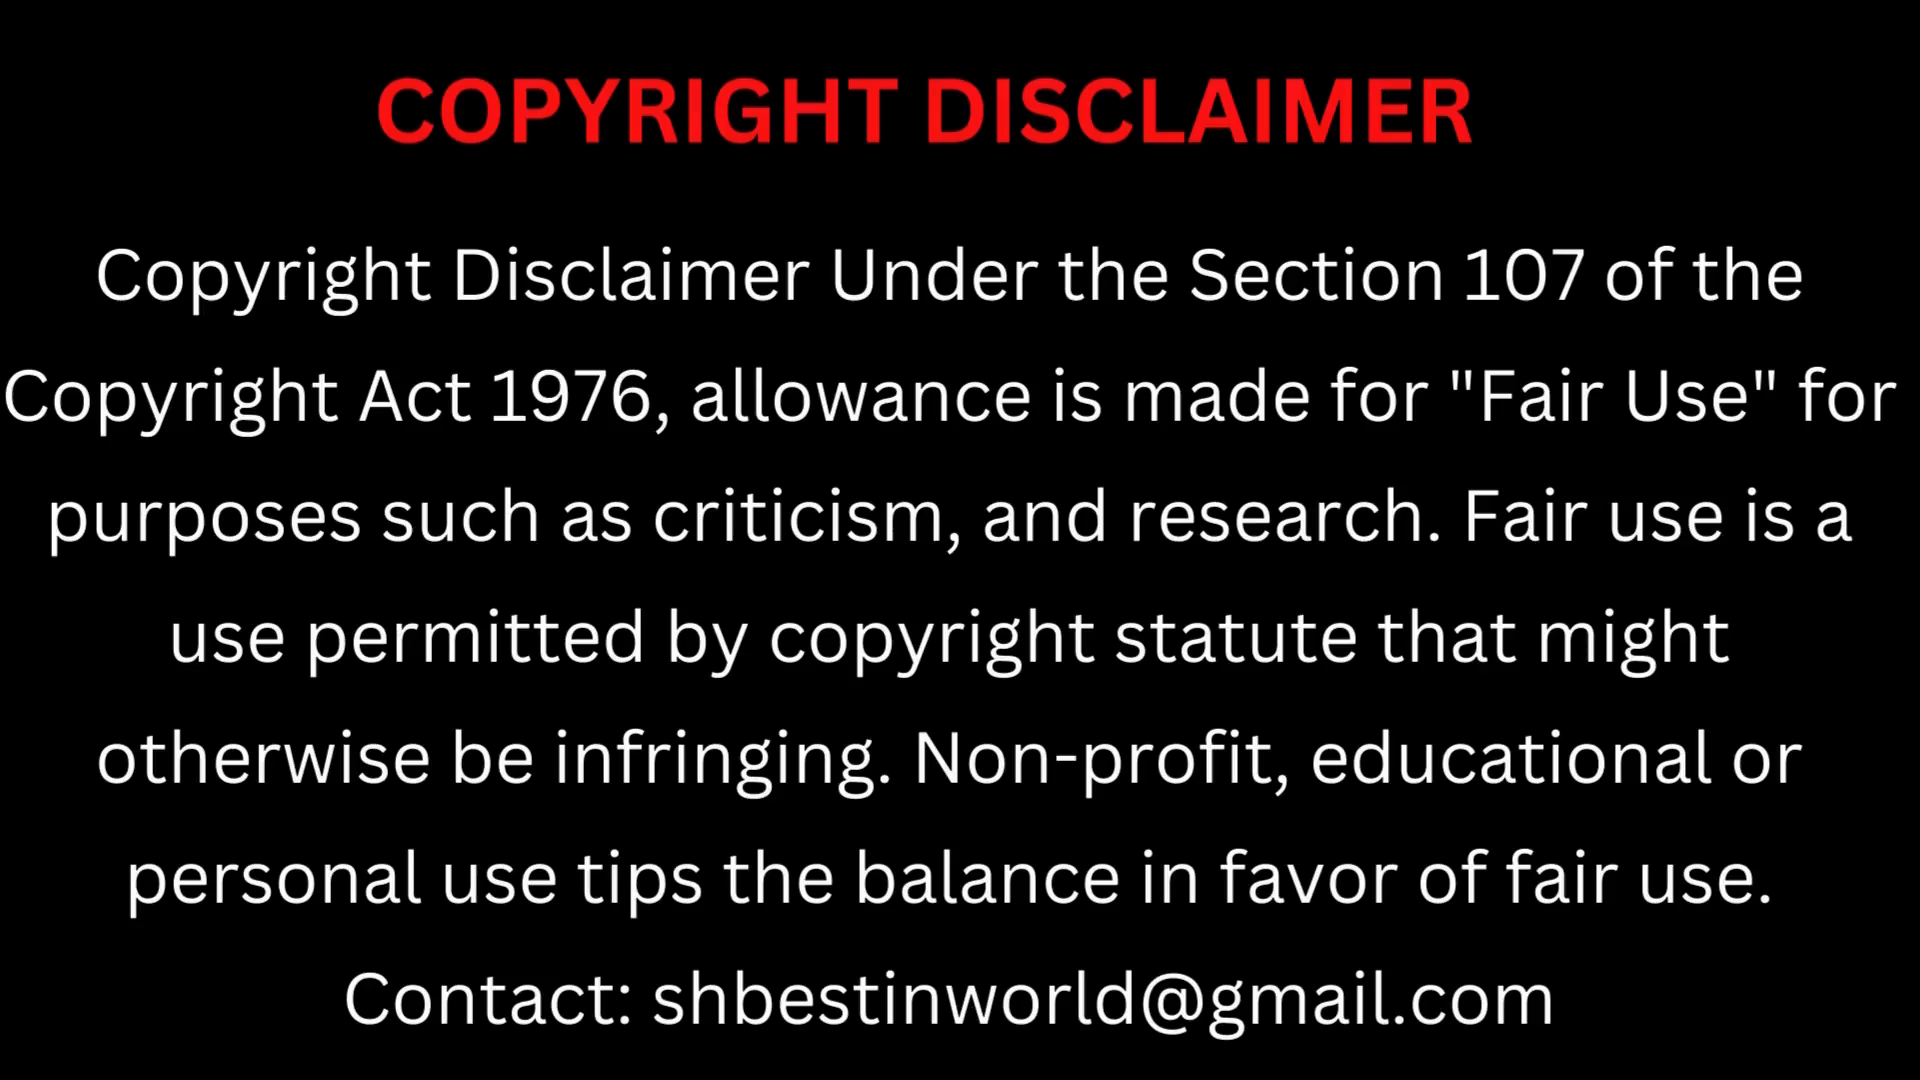 COPYRIGHT DISCLAIMER
Copyright Disclaimer Under the Section 107 of the
Copyright Act 1976, allowance is made for "Fair Use" for
purposes such as criticism, and research. Fair use is a
use permitted by copyright statute that might
otherwise be infringing. Non-profit, educational or
personal use tips the balance in favor of fair use.
Contact: shbestinworld@gmail.com